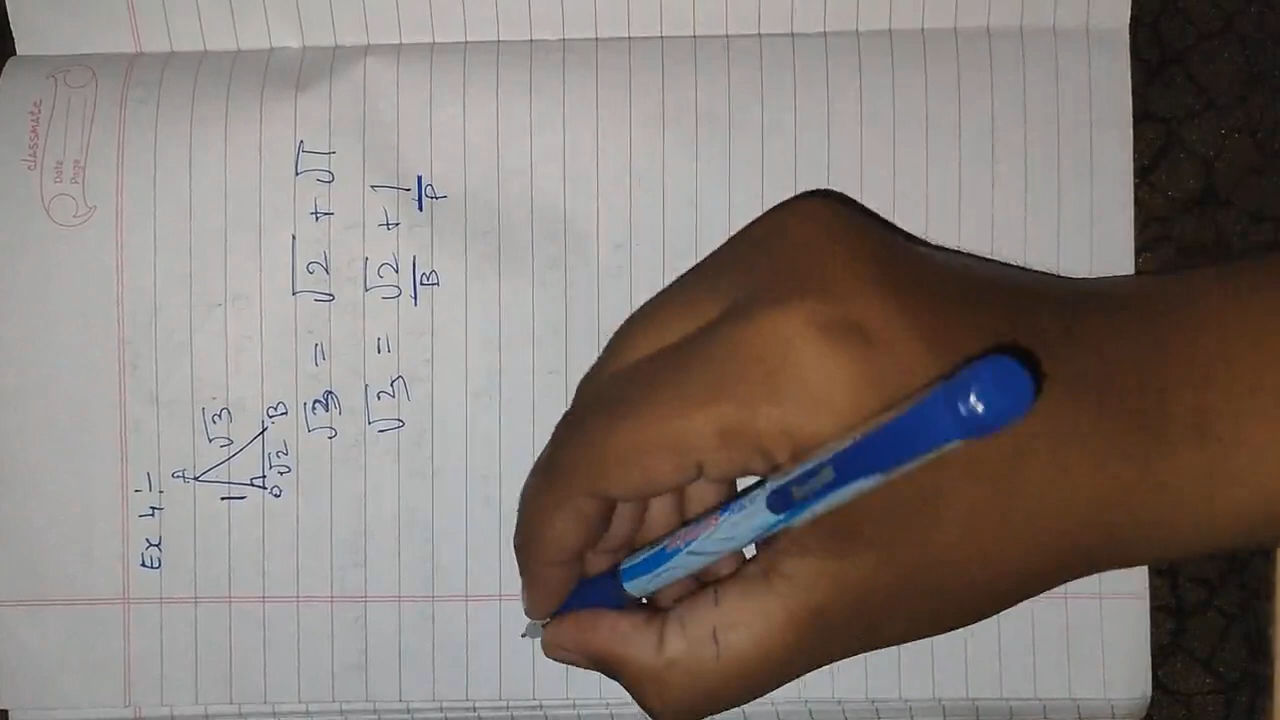 classmate
Date
Page
Ex 4:-
A
√3
1
O √2 B
√3 = √2 + √1
√3 = √2 + 1
B P